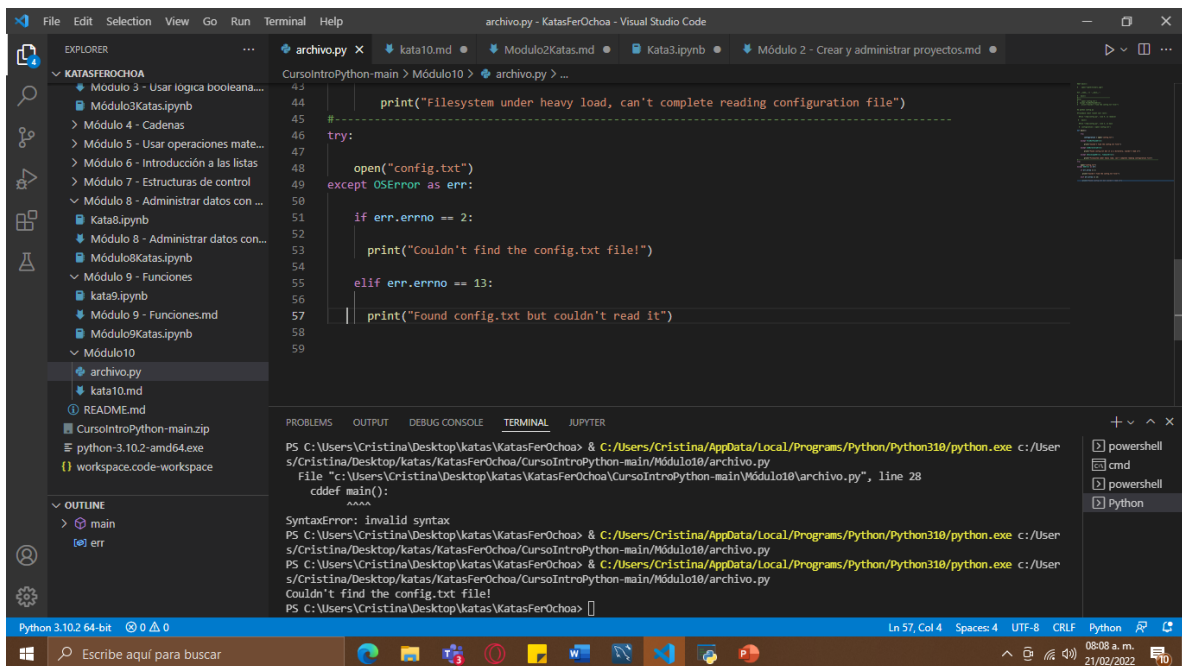 File Edit Selection View Go Run Terminal Help archivo.py - KatasFerOchoa - Visual Studio Code
EXPLORER ...
archivo.py × kata10.md ● Modulo2Katas.md ● Kata3.ipynb ● Módulo 2 - Crear y administrar proyectos.md ●
KATASFEROCHOA
Módulo 3 - Usar lógica booleana....
Módulo3Katas.ipynb
Módulo 4 - Cadenas
Módulo 5 - Usar operaciones mate...
Módulo 6 - Introducción a las listas
Módulo 7 - Estructuras de control
Módulo 8 - Administrar datos con ...
Kata8.ipynb
Módulo 8 - Administrar datos con...
Módulo8Katas.ipynb
Módulo 9 - Funciones
kata9.ipynb
Módulo 9 - Funciones.md
Módulo9Katas.ipynb
Módulo10
archivo.py
kata10.md
README.md
CursoIntroPython-main.zip
python-3.10.2-amd64.exe
workspace.code-workspace
OUTLINE
main
err
CursoIntroPython-main > Módulo10 > archivo.py > ...
43
44 print("Filesystem under heavy load, can't complete reading configuration file")
45 #---------------------------------------------------------------------------------------------
46 try:
47
48 open("config.txt")
49 except OSError as err:
50
51 if err.errno == 2:
52
53 print("Couldn't find the config.txt file!")
54
55 elif err.errno == 13:
56
57 print("Found config.txt but couldn't read it")
58
59
PROBLEMS OUTPUT DEBUG CONSOLE TERMINAL JUPYTER
PS C:\Users\Cristina\Desktop\katas\KatasFerOchoa> & C:/Users/Cristina/AppData/Local/Programs/Python/Python310/python.exe c:/User
s/Cristina/Desktop/katas/KatasFerOchoa/CursoIntroPython-main/Módulo10/archivo.py
File "c:\Users\Cristina\Desktop\katas\KatasFerOchoa\CursoIntroPython-main\Módulo10\archivo.py", line 28
cddef main():
^^^^
SyntaxError: invalid syntax
PS C:\Users\Cristina\Desktop\katas\KatasFerOchoa> & C:/Users/Cristina/AppData/Local/Programs/Python/Python310/python.exe c:/User
s/Cristina/Desktop/katas/KatasFerOchoa/CursoIntroPython-main/Módulo10/archivo.py
PS C:\Users\Cristina\Desktop\katas\KatasFerOchoa> & C:/Users/Cristina/AppData/Local/Programs/Python/Python310/python.exe c:/User
s/Cristina/Desktop/katas/KatasFerOchoa/CursoIntroPython-main/Módulo10/archivo.py
Couldn't find the config.txt file!
PS C:\Users\Cristina\Desktop\katas\KatasFerOchoa>
powershell
cmd
powershell
Python
Python 3.10.2 64-bit 0 0 Ln 57, Col 4 Spaces: 4 UTF-8 CRLF Python
Escribe aquí para buscar
08:08 a. m.
21/02/2022